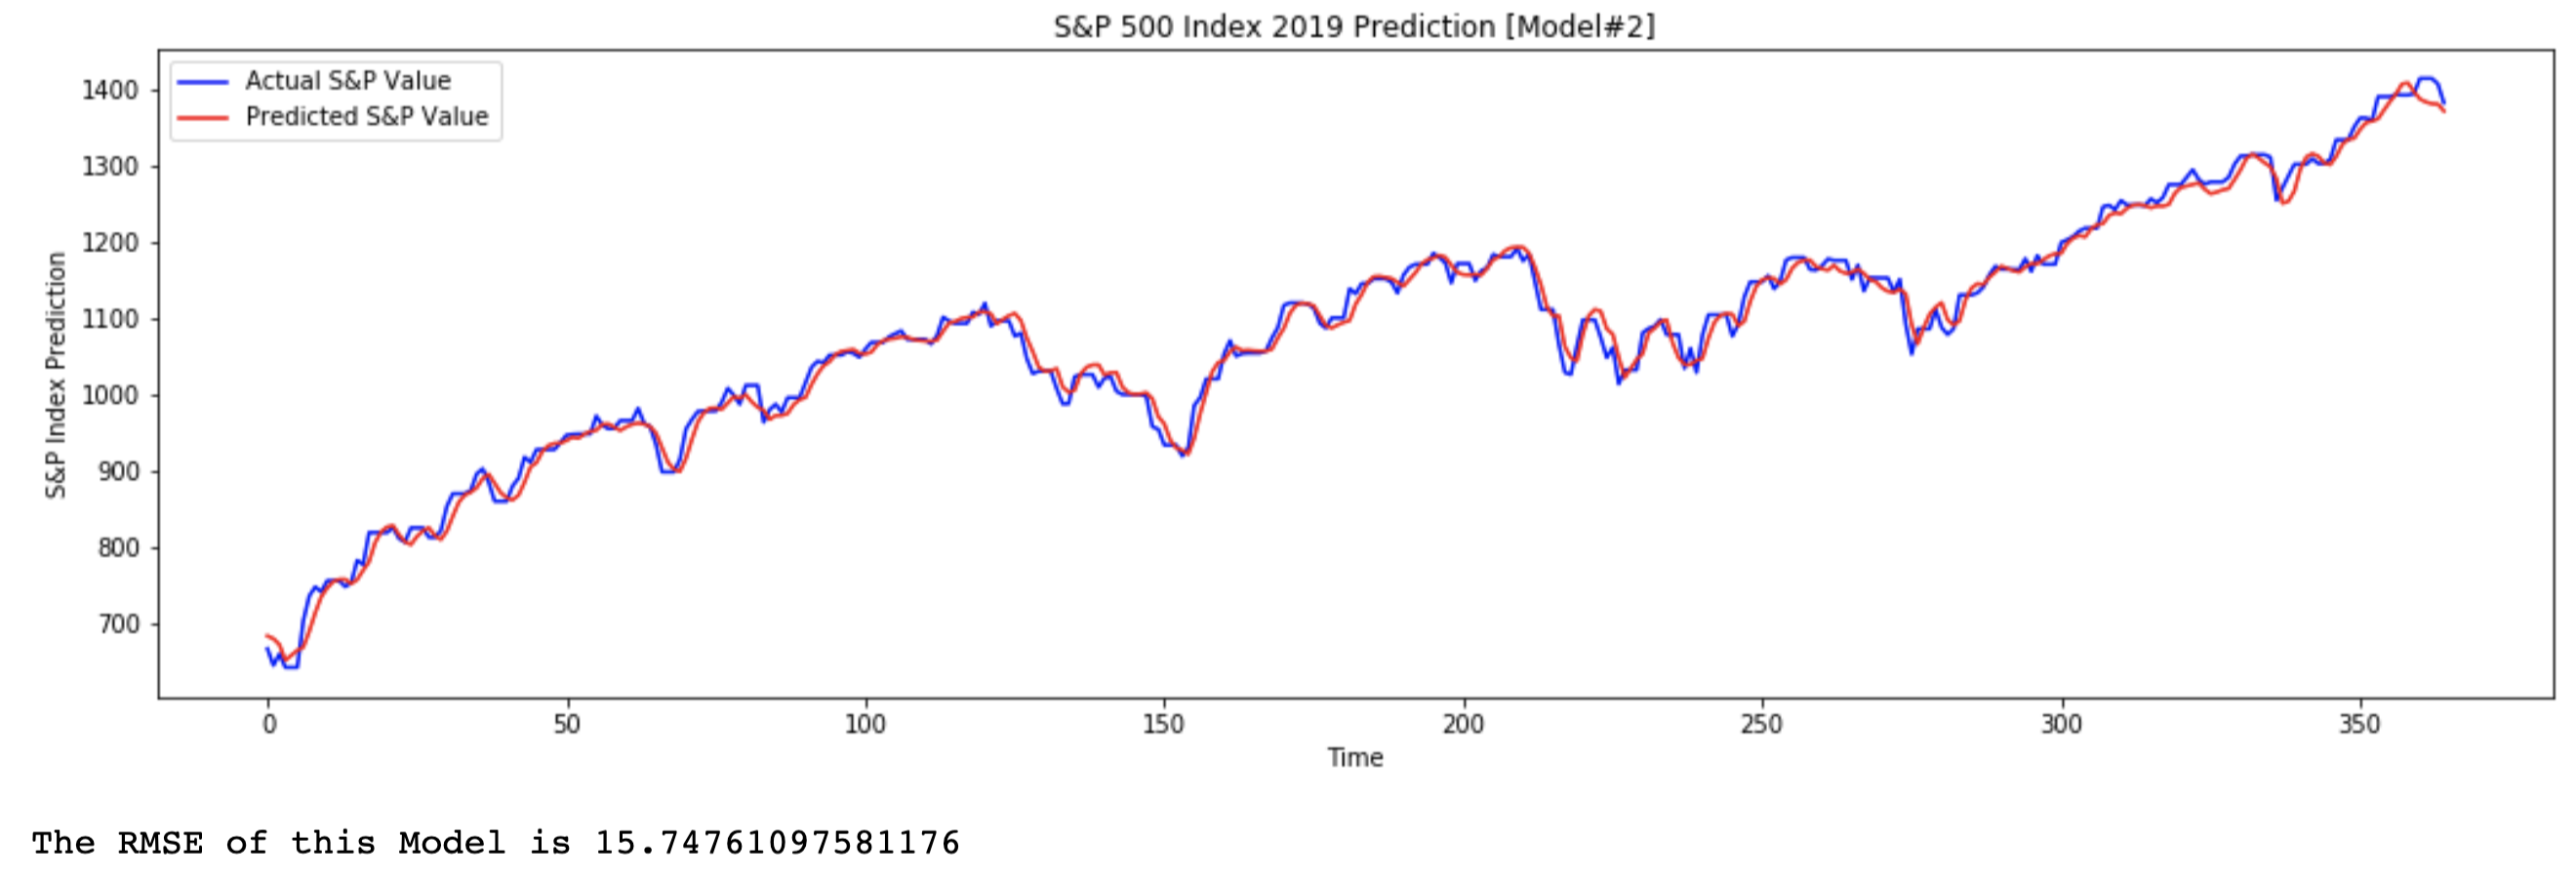 S&P 500 Index 2019 Prediction [Model#2]
Actual S&P Value
Predicted S&P Value
S&P Index Prediction
1400
1300
1200
1100
1000
900
800
700
0 50 100 150 200 250 300 350
Time
The RMSE of this Model is 15.74761097581176